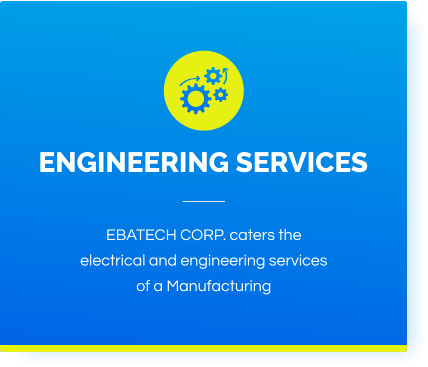 ENGINEERING SERVICES
EBATECH CORP. caters the
electrical and engineering services
of a Manufacturing